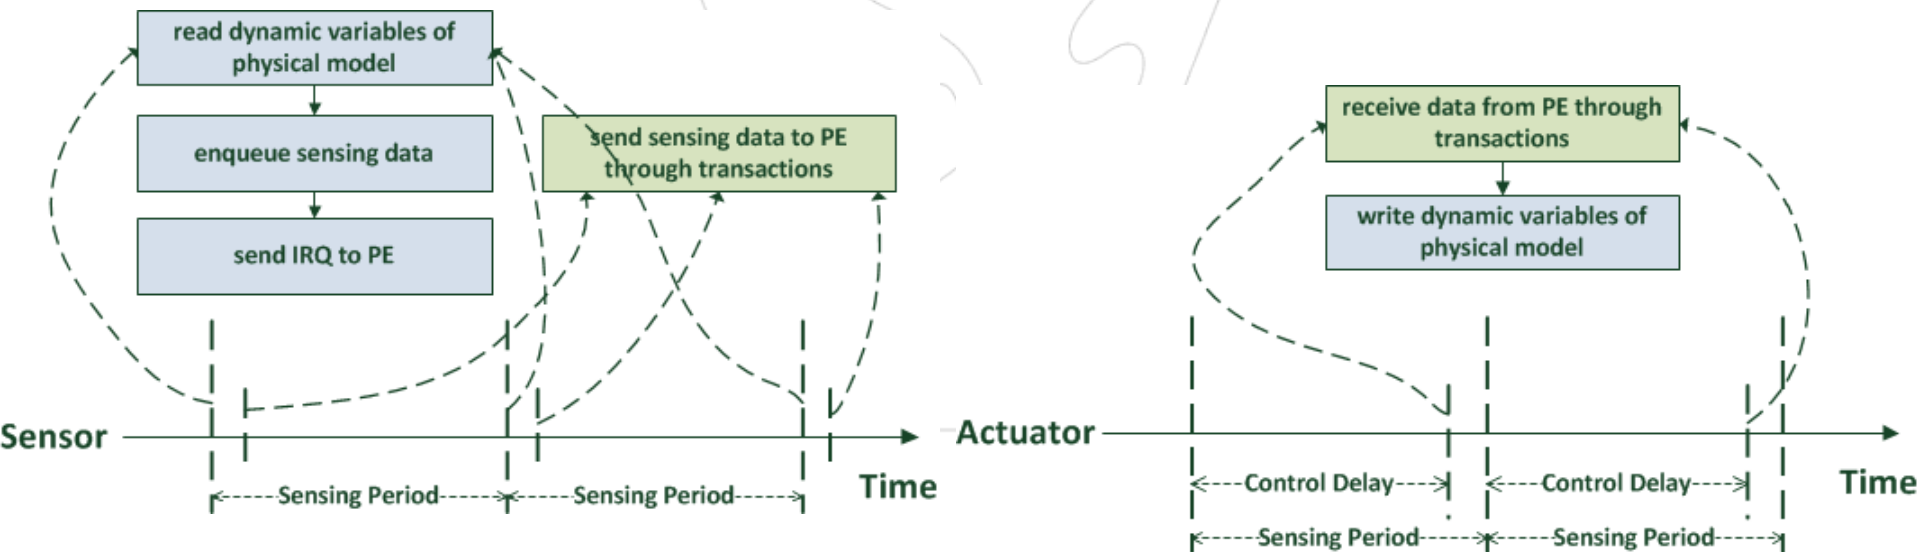 read dynamic variables of
physical model
enqueue sensing data
send IRQ to PE
send sensing data to PE
through transactions
Sensor
Time
Sensing Period
Sensing Period
receive data from PE through
transactions
write dynamic variables of
physical model
Actuator
Time
Control Delay
Control Delay
Sensing Period
Sensing Period